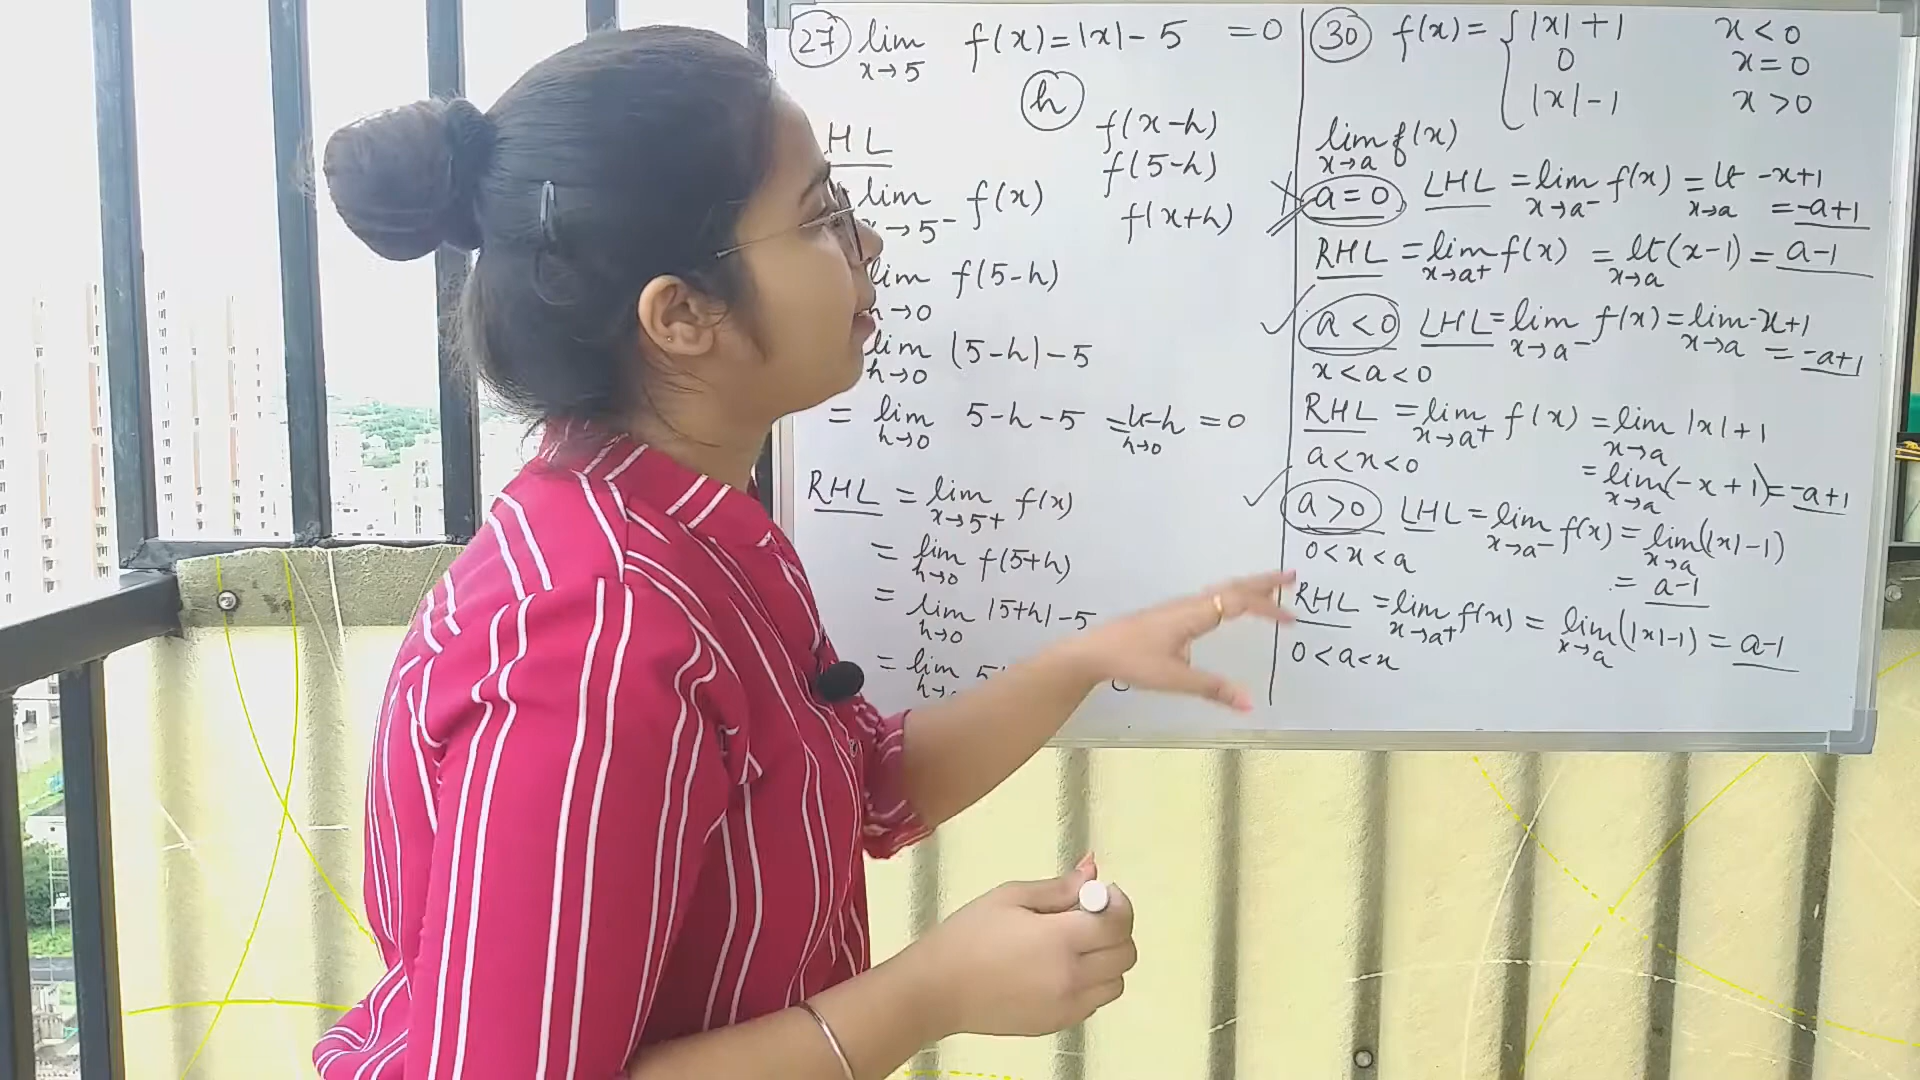 27 lim x→5 f(x)=|x|-5 =0
h
f(x-h)
HL f(5-h)
lim x→5⁻ f(x) f(x+h)
lim h→0 f(5-h)
lim h→0 (5-h)-5
= lim h→0 5-h-5 = lt h→0 -h = 0
RHL = lim x→5+ f(x)
= lim h→0 f(5+h)
= lim h→0 |5+h|-5
= lim
30 f(x)= { |x|+1 x<0
0 x=0
|x|-1 x>0
lim x→a f(x)
a=0 LHL = lim x→a⁻ f(x) = lt x→a -x+1
= -a+1
RHL = lim x→a⁺ f(x) = lt x→a (x-1) = a-1
a<0 LHL = lim x→a⁻ f(x) = lim x→a -x+1
x<a<0 = -a+1
RHL = lim x→a⁺ f(x) = lim x→a |x|+1
a<x<0 = lim x→a (-x+1) = -a+1
a>0 LHL = lim x→a⁻ f(x) = lim x→a (|x|-1)
0<x<a = a-1
RHL = lim x→a⁺ f(x) = lim x→a (|x|-1) = a-1
0<a<x